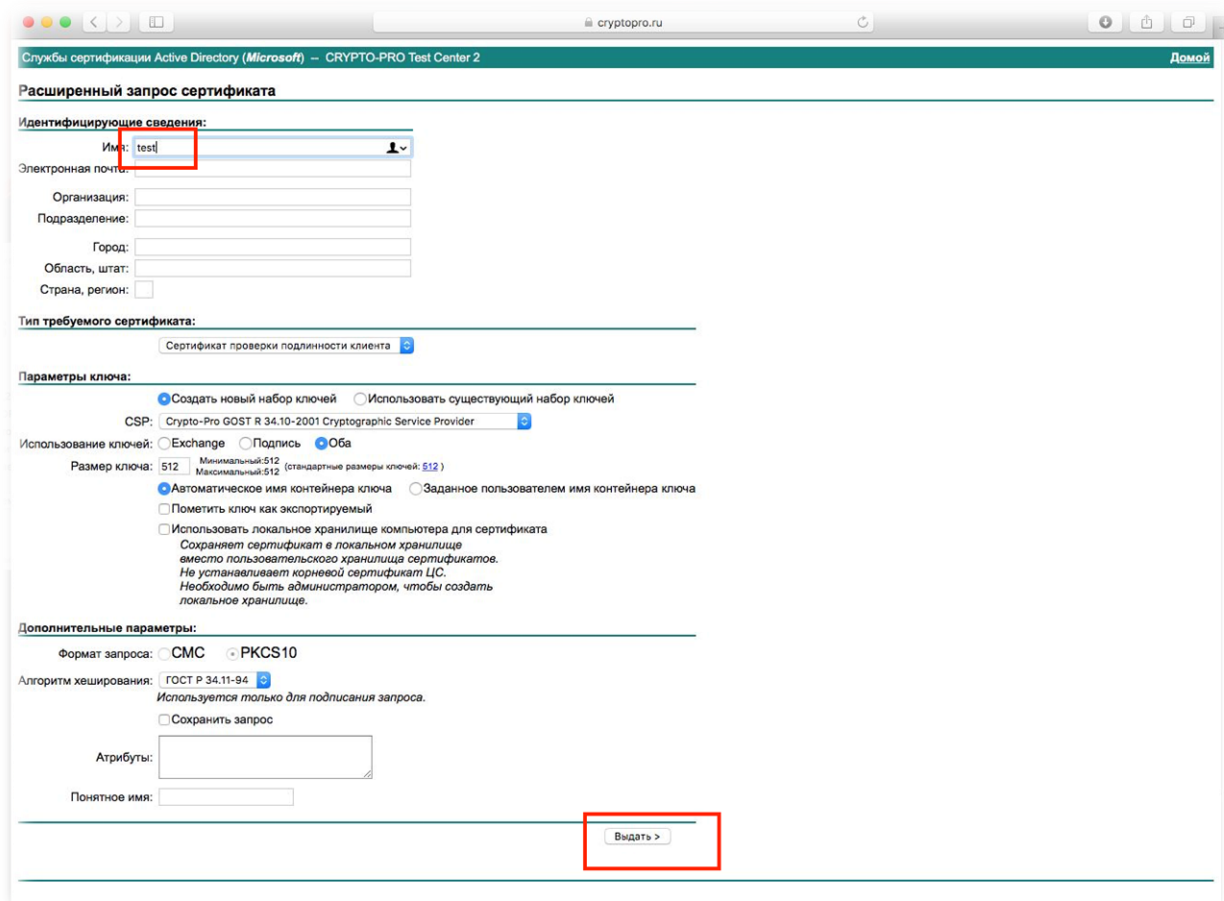 cryptopro.ru
Службы сертификации Active Directory (Microsoft) -- CRYPTO-PRO Test Center 2 Домой
Расширенный запрос сертификата
Идентифицирующие сведения:
Имя: test
Электронная почта:
Организация:
Подразделение:
Город:
Область, штат:
Страна, регион:
Тип требуемого сертификата:
Сертификат проверки подлинности клиента
Параметры ключа:
Создать новый набор ключей Использовать существующий набор ключей
CSP: Crypto-Pro GOST R 34.10-2001 Cryptographic Service Provider
Использование ключей: Exchange Подпись Оба
Размер ключа: 512 Минимальный:512 (стандартные размеры ключей: 512 )
Максимальный:512
Автоматическое имя контейнера ключа Заданное пользователем имя контейнера ключа
Пометить ключ как экспортируемый
Использовать локальное хранилище компьютера для сертификата
Сохраняет сертификат в локальном хранилище
вместо пользовательского хранилища сертификатов.
Не устанавливает корневой сертификат ЦС.
Необходимо быть администратором, чтобы создать
локальное хранилище.
Дополнительные параметры:
Формат запроса: CMC PKCS10
Алгоритм хеширования: ГОСТ Р 34.11-94
Используется только для подписания запроса.
Сохранить запрос
Атрибуты:
Понятное имя:
Выдать >